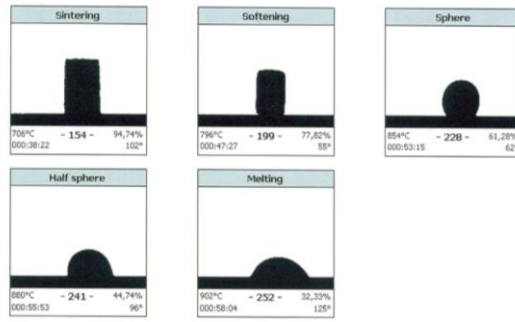 Sintering
706°C - 154 - 94,74%
000:38:22 102°
Softening
796°C - 199 - 77,82%
000:47:27 55°
Sphere
854°C - 228 - 61,28%
000:53:15 62°
Half sphere
880°C - 241 - 44,74%
000:55:53 96°
Melting
902°C - 252 - 32,33%
000:58:04 125°